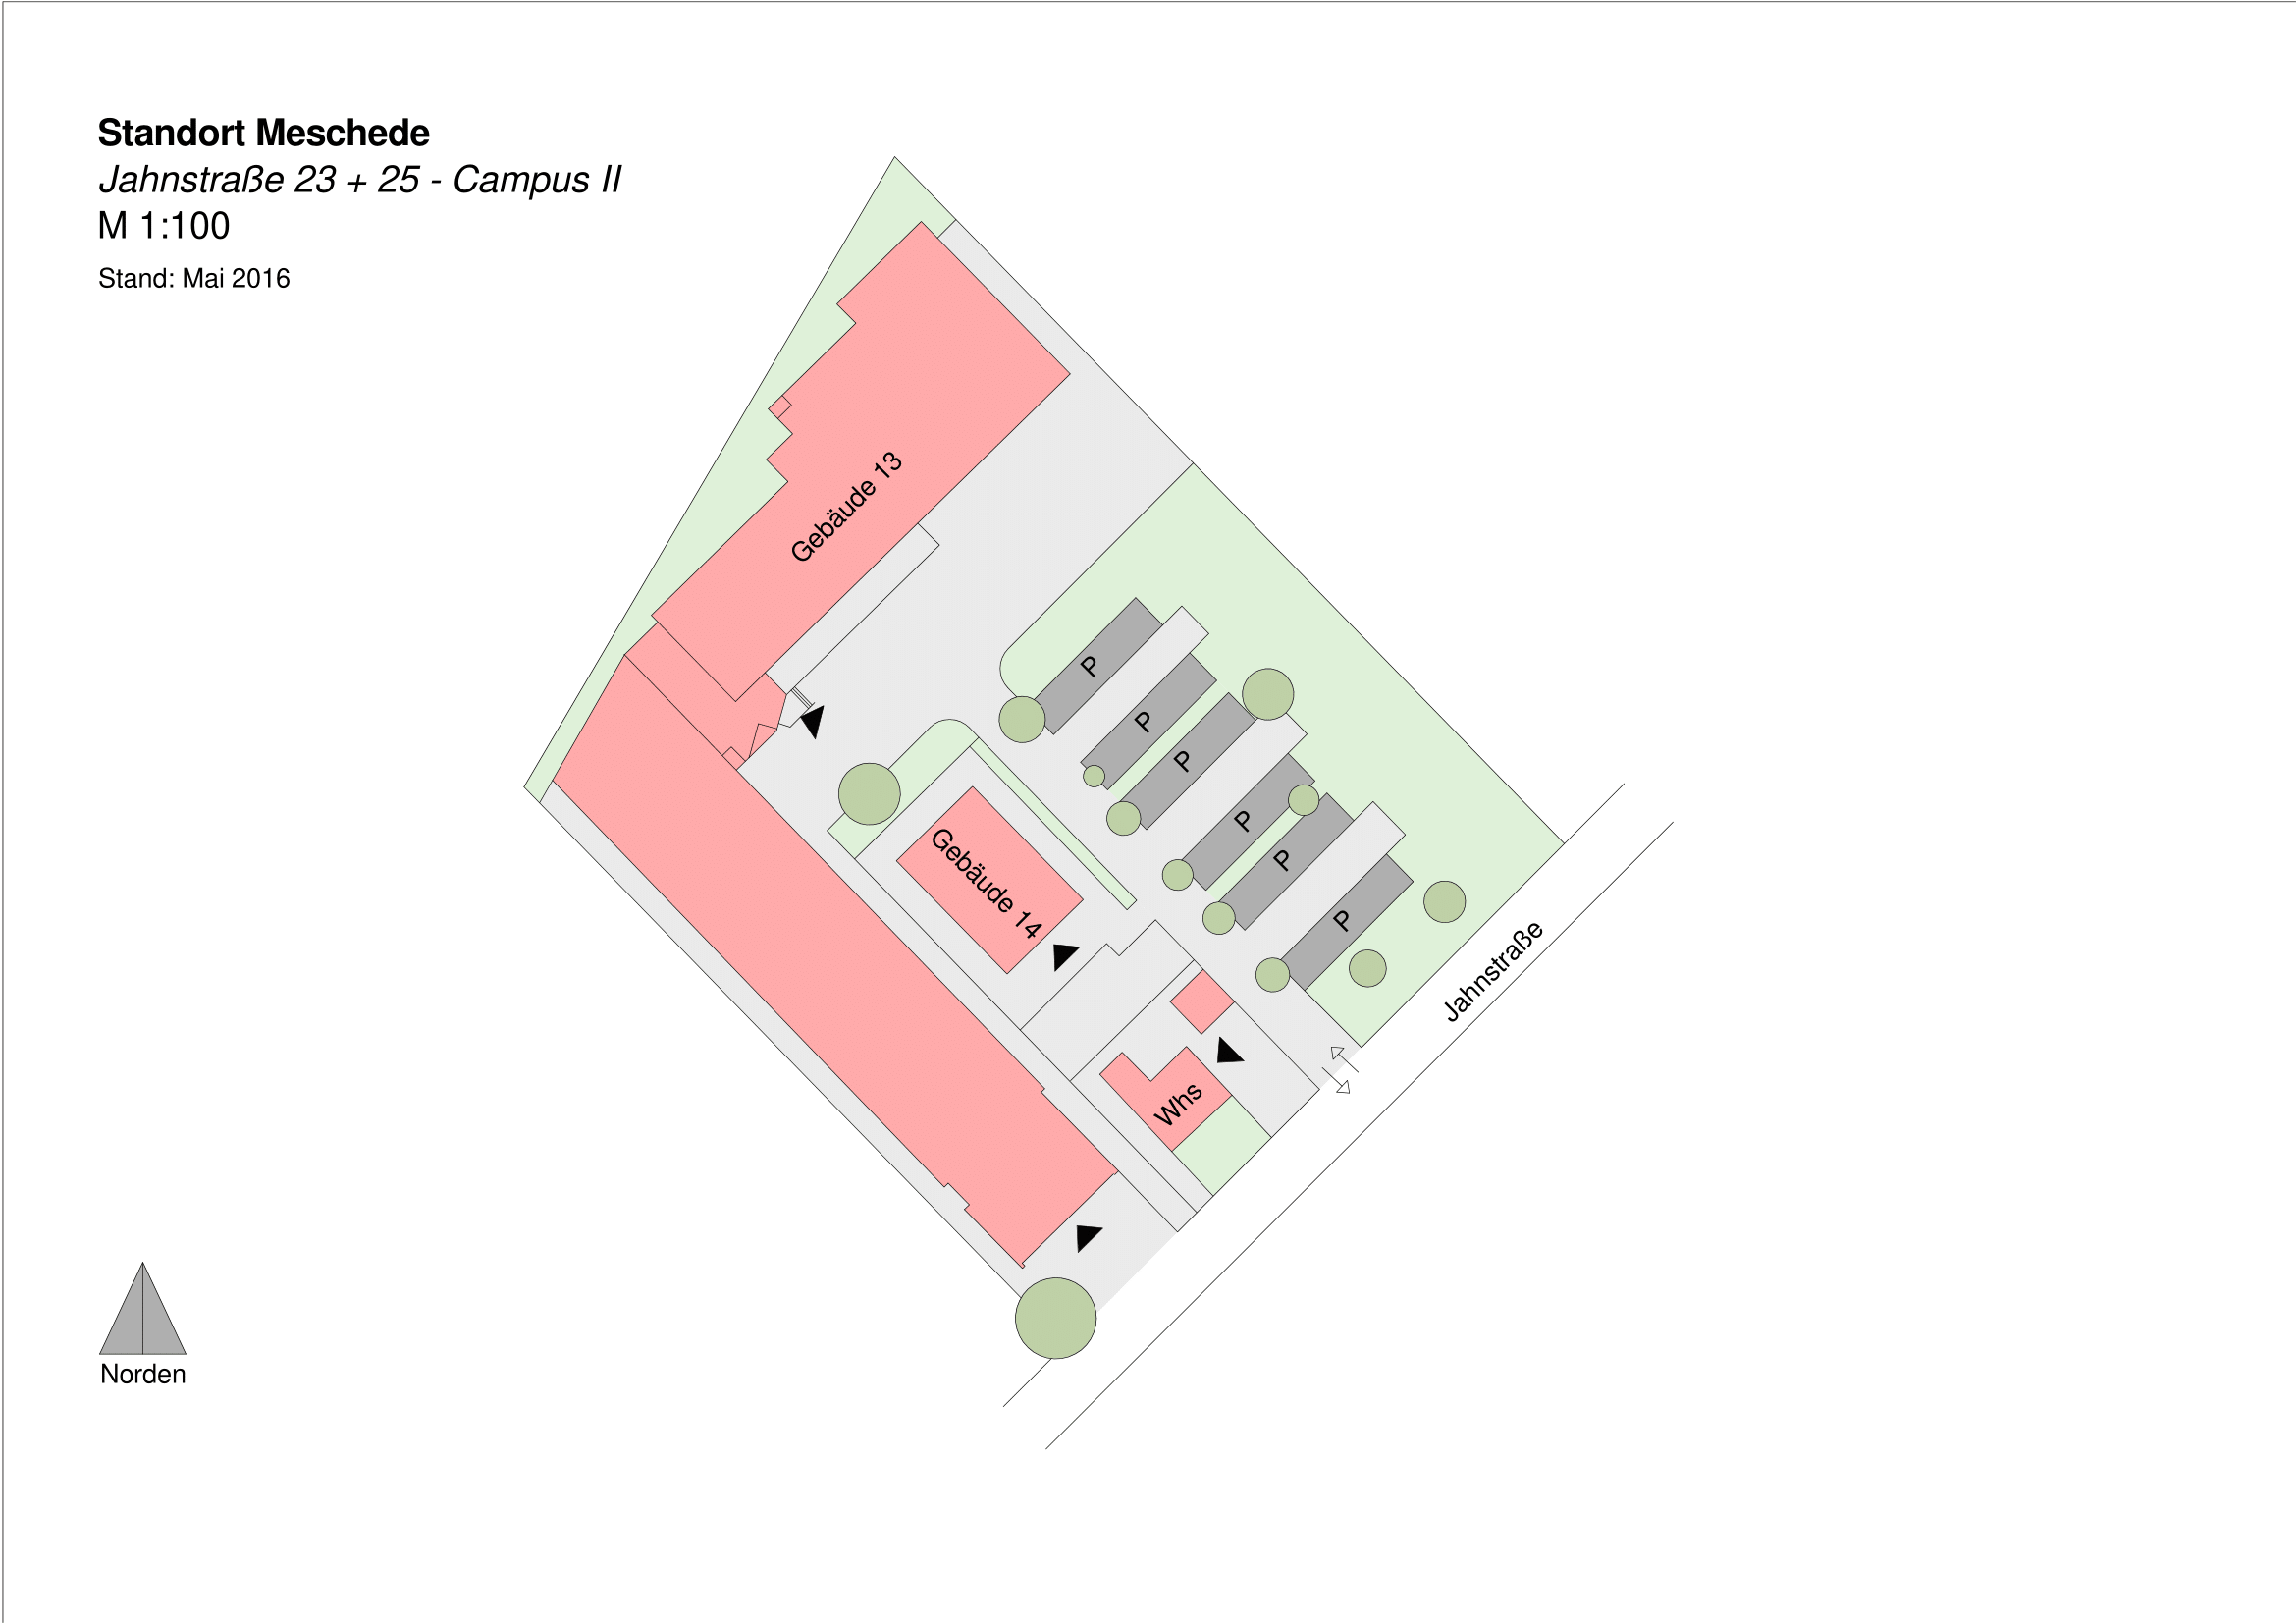 Standort Meschede
Jahnstraße 23 + 25 - Campus II
M 1:100
Stand: Mai 2016
Gebäude 13
P
P
P
P
P
P
Gebäude 14
Jahnstraße
Whs
Norden